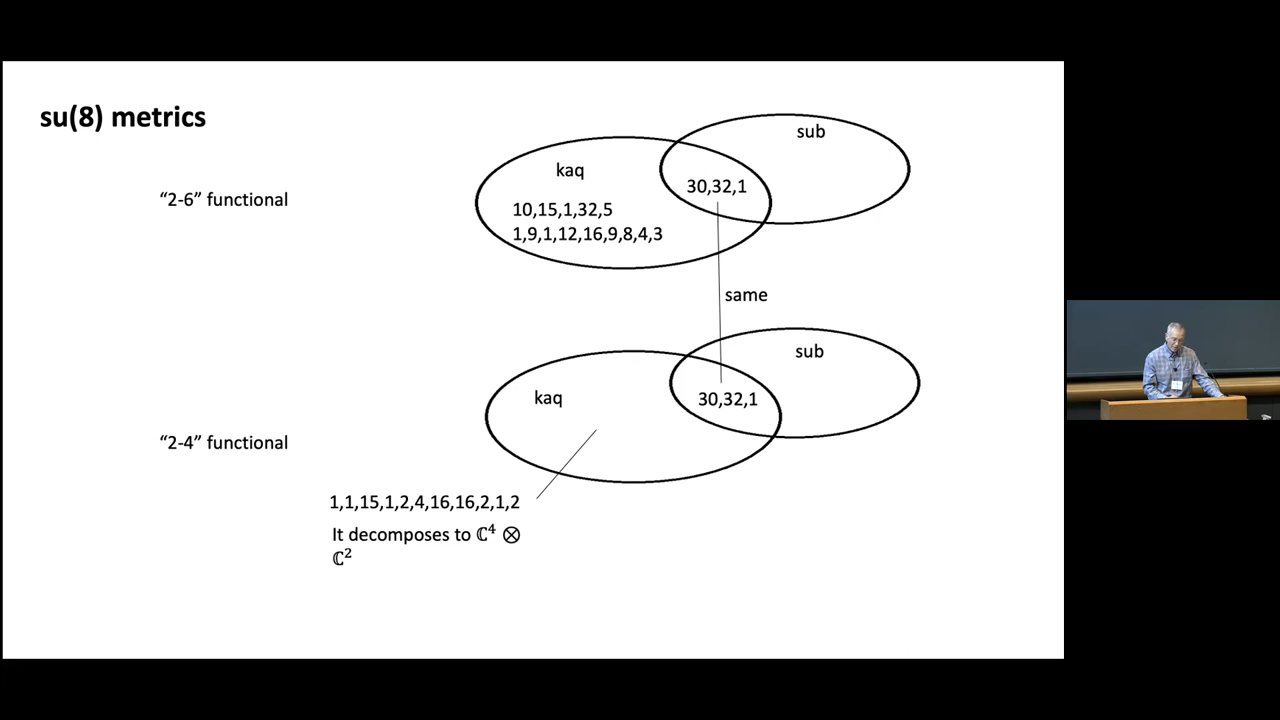 su(8) metrics
sub
kaq
30,32,1
“2-6” functional
10,15,1,32,5
1,9,1,12,16,9,8,4,3
same
sub
kaq
30,32,1
“2-4” functional
1,1,15,1,2,4,16,16,2,1,2
It decomposes to ℂ⁴ ⊗
ℂ²